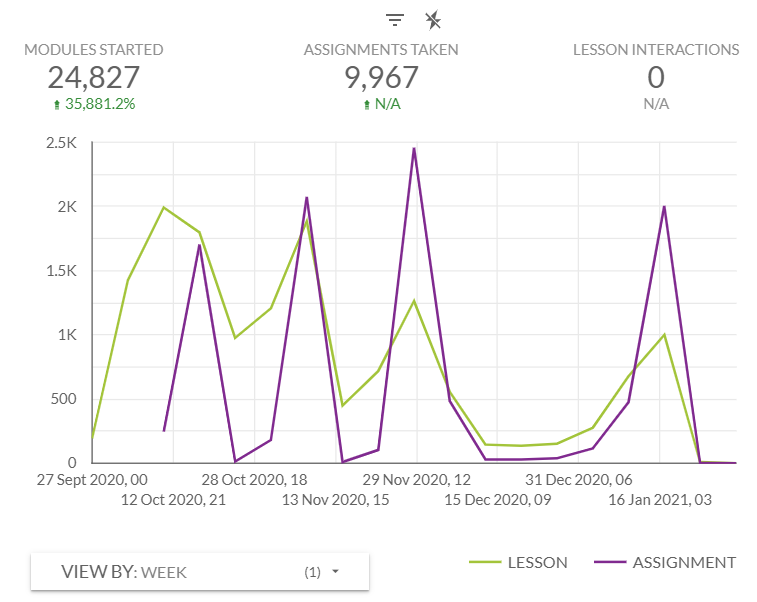 MODULES STARTED
ASSIGNMENTS TAKEN
LESSON INTERACTIONS
24,827
9,967
0
35,881.2%
N/A
N/A
2.5K
2K
1.5K
1K
500
0
27 Sept 2020, 00
28 Oct 2020, 18
29 Nov 2020, 12
31 Dec 2020, 06
12 Oct 2020, 21
13 Nov 2020, 15
15 Dec 2020, 09
16 Jan 2021, 03
VIEW BY: WEEK (1)
LESSON
ASSIGNMENT